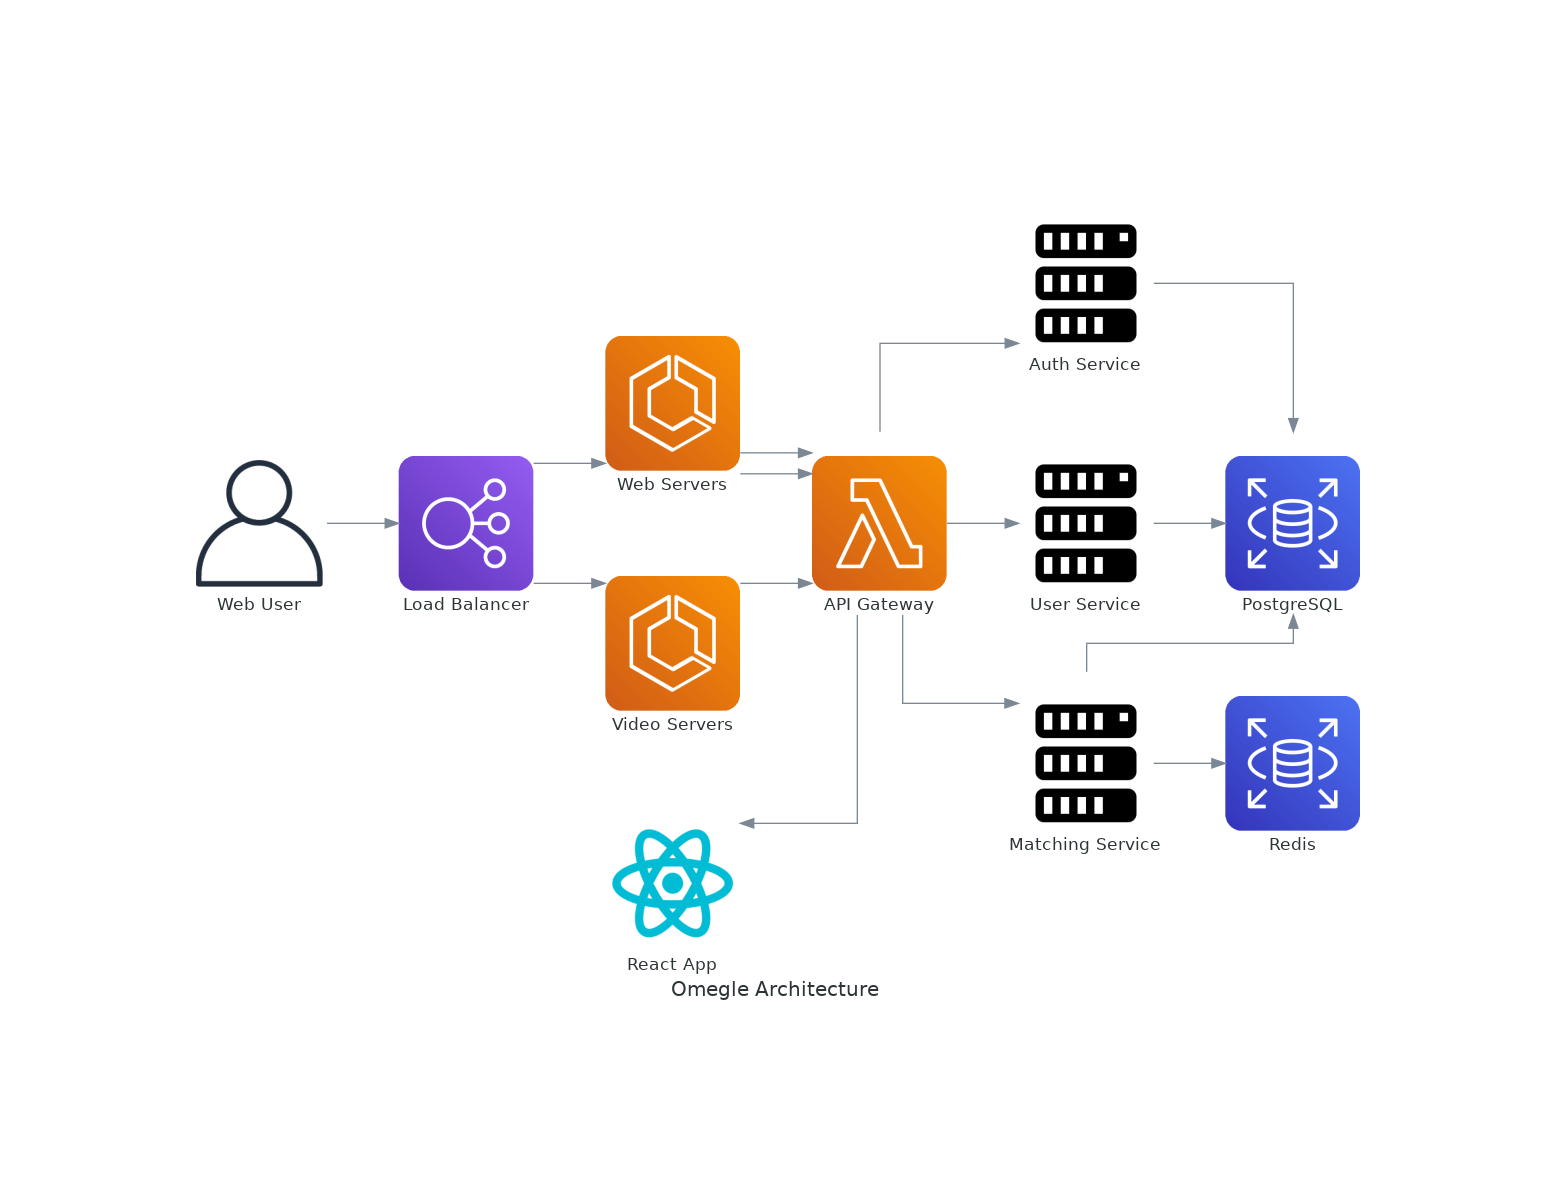 Auth Service
Web Servers
Web User
Load Balancer
API Gateway
User Service
PostgreSQL
Video Servers
Matching Service
Redis
React App
Omegle Architecture